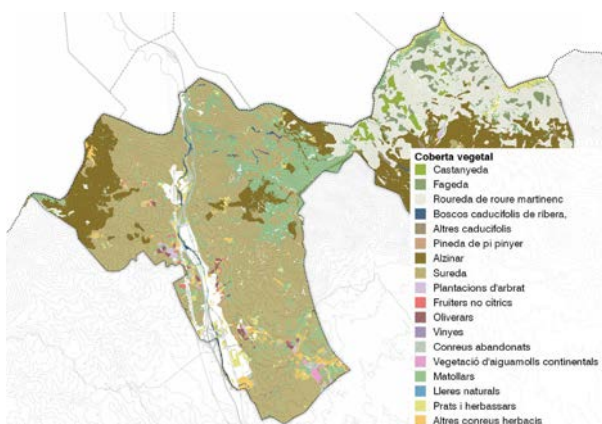 Coberta vegetal
Castanyeda
Fageda
Roureda de roure martinenc
Boscos caducifolis de ribera,
Altres caducifolis
Pineda de pi pinyer
Alzinar
Sureda
Plantacions d'arbrat
Fruiters no cítrics
Oliverars
Vinyes
Conreus abandonats
Vegetació d'aiguamolls continentals
Matollars
Lleres naturals
Prats i herbassars
Altres conreus herbacis